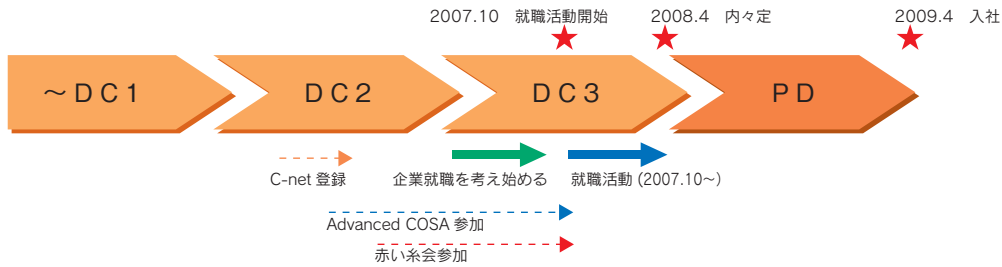 2007.10 就職活動開始
2008.4 内々定
2009.4 入社
～ＤＣ１
ＤＣ２
ＤＣ３
ＰＤ
C-net 登録
企業就職を考え始める
就職活動 (2007.10～)
Advanced COSA 参加
赤い糸会参加